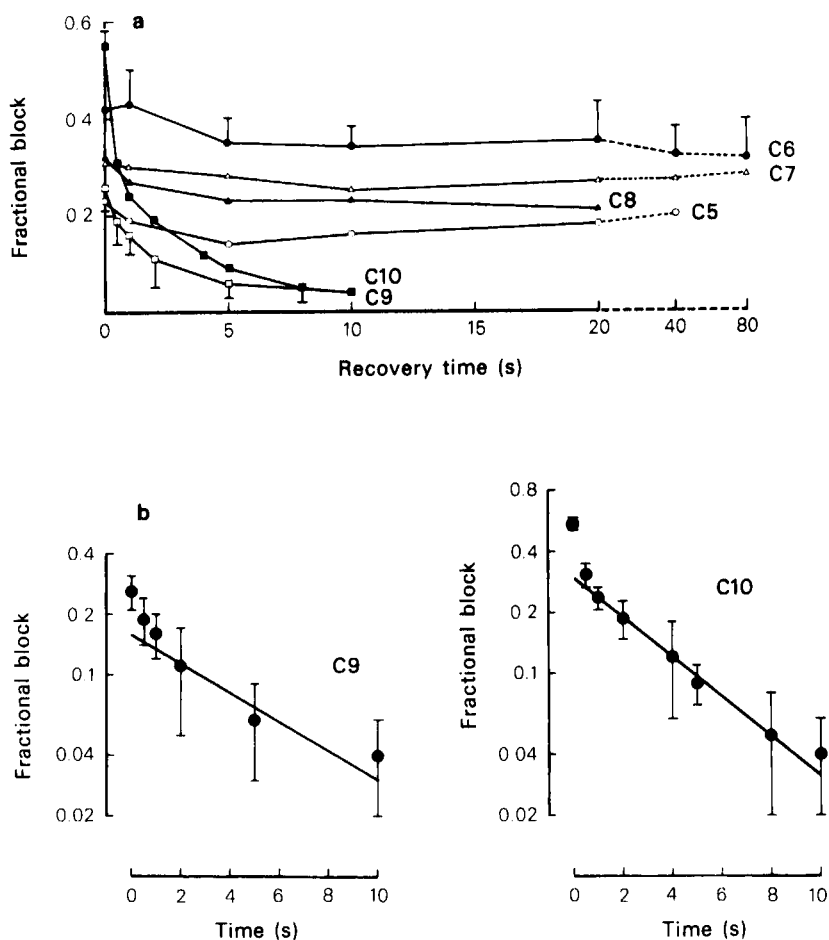 a
Fractional block
0.6
0.4
0.2
C6
C7
C8
C5
C10
C9
0 5 10 15 20 40 80
Recovery time (s)
b
Fractional block
0.4
0.2
0.1
0.04
0.02
C9
0 2 4 6 8 10
Time (s)
Fractional block
0.8
0.4
0.2
0.1
0.04
0.02
C10
0 2 4 6 8 10
Time (s)